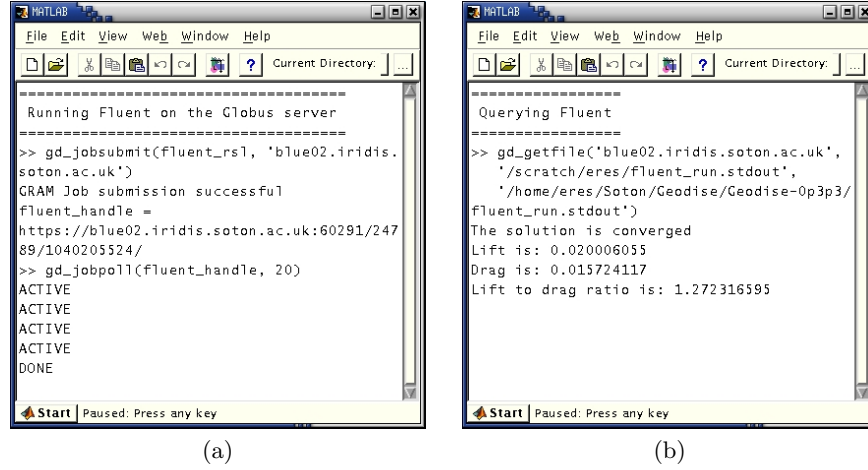 MATLAB
File Edit View Web Window Help
Current Directory: ...
=====================================
Running Fluent on the Globus server
=====================================
>> gd_jobsubmit(fluent_rsl, 'blue02.iridis.
soton.ac.uk')
GRAM Job submission successful
fluent_handle =
https://blue02.iridis.soton.ac.uk:60291/247
89/1040205524/
>> gd_jobpoll(fluent_handle, 20)
ACTIVE
ACTIVE
ACTIVE
ACTIVE
DONE
Start Paused: Press any key
(a)
MATLAB
File Edit View Web Window Help
Current Directory: ...
=================
Querying Fluent
=================
>> gd_getfile('blue02.iridis.soton.ac.uk',
'/scratch/eres/fluent_run.stdout',
'/home/eres/Soton/Geodise/Geodise-0p3p3/
fluent_run.stdout')
The solution is converged
Lift is: 0.020006055
Drag is: 0.015724117
Lift to drag ratio is: 1.272316595
Start Paused: Press any key
(b)